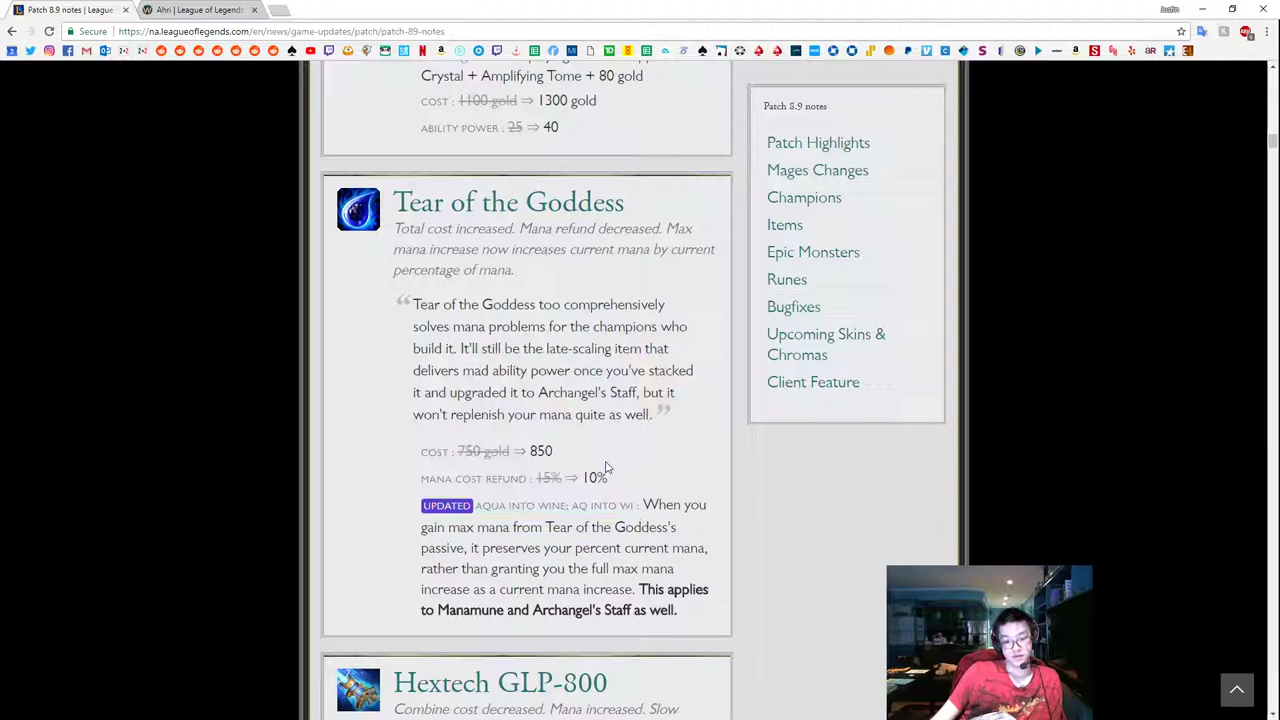 Patch 8.9 notes | League
Ahri | League of Legends
Justin
Secure
https://na.leagueoflegends.com/en/news/game-updates/patch/patch-89-notes
Crystal + Amplifying Tome + 80 gold
COST : 1100 gold ⇒ 1300 gold
ABILITY POWER : 25 ⇒ 40
Tear of the Goddess
Total cost increased. Mana refund decreased. Max
mana increase now increases current mana by current
percentage of mana.
“ Tear of the Goddess too comprehensively
solves mana problems for the champions who
build it. It'll still be the late-scaling item that
delivers mad ability power once you've stacked
it and upgraded it to Archangel's Staff, but it
won't replenish your mana quite as well. ”
COST : 750 gold ⇒ 850
MANA COST REFUND : 15% ⇒ 10%
UPDATED AQUA INTO WINE; AQ INTO WI : When you
gain max mana from Tear of the Goddess's
passive, it preserves your percent current mana,
rather than granting you the full max mana
increase as a current mana increase. This applies
to Manamune and Archangel's Staff as well.
Hextech GLP-800
Combine cost decreased. Mana increased. Slow
Patch 8.9 notes
Patch Highlights
Mages Changes
Champions
Items
Epic Monsters
Runes
Bugfixes
Upcoming Skins &
Chromas
Client Feature